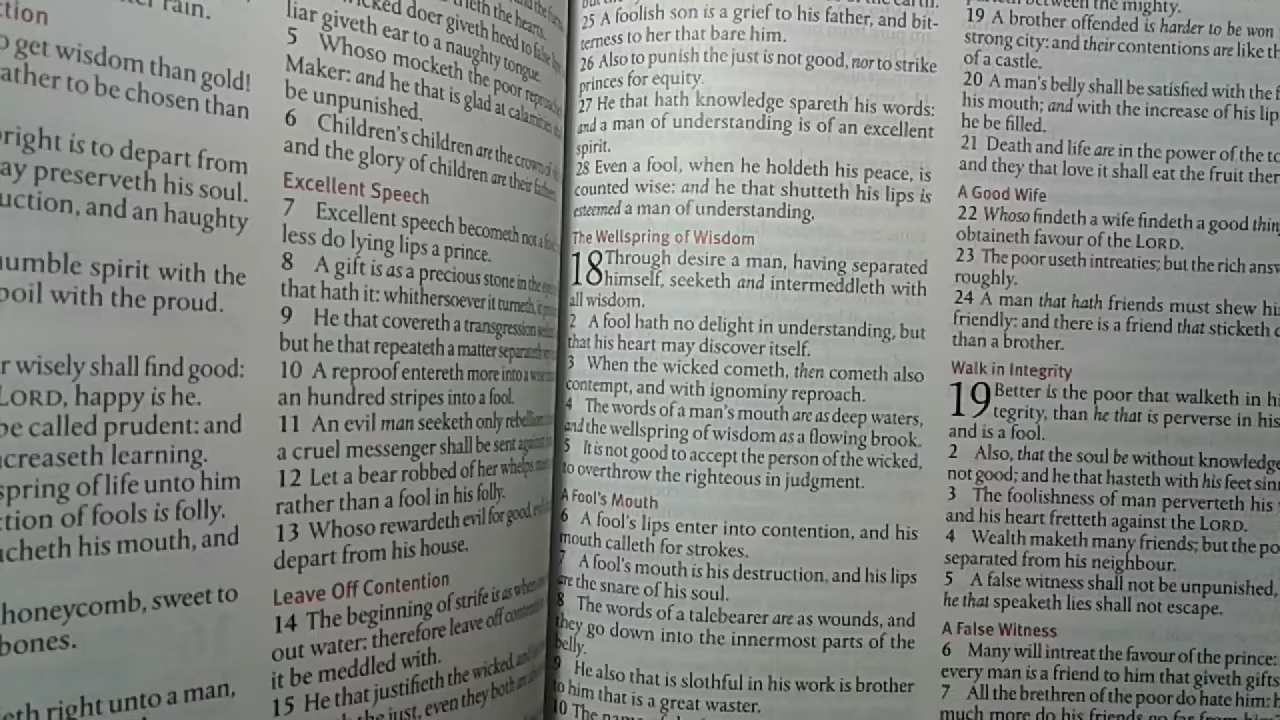 rain.
get wisdom than gold!
to be chosen than
right is to depart from
preserveth his soul.
and an haughty
humble spirit with the
with the proud.
wisely shall find good:
LORD, happy is he.
be called prudent: and
learning.
of life unto him
of fools is folly.
his mouth, and
honeycomb, sweet to
bones.
right unto a man,
doer giveth heed to false
liar giveth ear to a naughty tongue.
5 Whoso mocketh the poor
Maker: and he that is glad at calamities
be unpunished.
6 Children's children are the crown of
and the glory of children are their
Excellent Speech
7 Excellent speech becometh not a
less do lying lips a prince.
8 A gift is as a precious stone in the
that hath it: whithersoever it turneth, it
9 He that covereth a transgression
but he that repeateth a matter
10 A reproof entereth more into a
an hundred stripes into a fool.
11 An evil man seeketh only
a cruel messenger shall be sent
12 Let a bear robbed of her whelps
rather than a fool in his folly.
13 Whoso rewardeth evil for good,
depart from his house.
Leave Off Contention
14 The beginning of strife is as when
out water: therefore leave off
it be meddled with.
15 He that justifieth the wicked,
the just, even they both
25 A foolish son is a grief to his father, and bit-
terness to her that bare him.
26 Also to punish the just is not good, nor to strike
princes for equity.
27 He that hath knowledge spareth his words:
and a man of understanding is of an excellent
spirit.
28 Even a fool, when he holdeth his peace, is
counted wise: and he that shutteth his lips is
esteemed a man of understanding.
The Wellspring of Wisdom
18 Through desire a man, having separated
himself, seeketh and intermeddleth with
all wisdom.
2 A fool hath no delight in understanding, but
that his heart may discover itself.
3 When the wicked cometh, then cometh also
contempt, and with ignominy reproach.
4 The words of a man's mouth are as deep waters,
and the wellspring of wisdom as a flowing brook.
5 It is not good to accept the person of the wicked,
to overthrow the righteous in judgment.
A Fool's Mouth
6 A fool's lips enter into contention, and his
mouth calleth for strokes.
7 A fool's mouth is his destruction, and his lips
are the snare of his soul.
8 The words of a talebearer are as wounds, and
they go down into the innermost parts of the
belly.
9 He also that is slothful in his work is brother
to him that is a great waster.
10 The name
between the mighty.
19 A brother offended is harder to be won
strong city: and their contentions are like
of a castle.
20 A man's belly shall be satisfied with the
his mouth; and with the increase of his
he be filled.
21 Death and life are in the power of the
and they that love it shall eat the fruit
A Good Wife
22 Whoso findeth a wife findeth a good
obtaineth favour of the LORD.
23 The poor useth intreaties; but the rich
roughly.
24 A man that hath friends must shew
friendly: and there is a friend that sticketh
than a brother.
Walk in Integrity
19 Better is the poor that walketh in
tegrity, than he that is perverse in his
and is a fool.
2 Also, that the soul be without knowledge
not good; and he that hasteth with his feet
3 The foolishness of man perverteth his
and his heart fretteth against the LORD.
4 Wealth maketh many friends; but the
separated from his neighbour.
5 A false witness shall not be unpunished,
he that speaketh lies shall not escape.
A False Witness
6 Many will intreat the favour of the prince:
every man is a friend to him that giveth gifts
7 All the brethren of the poor do hate him:
much more do his friends go far from